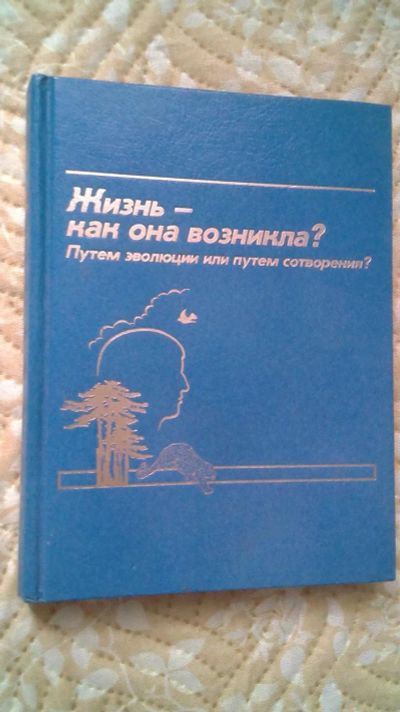 Жизнь –
как она возникла?
Путем эволюции или путем сотворения?